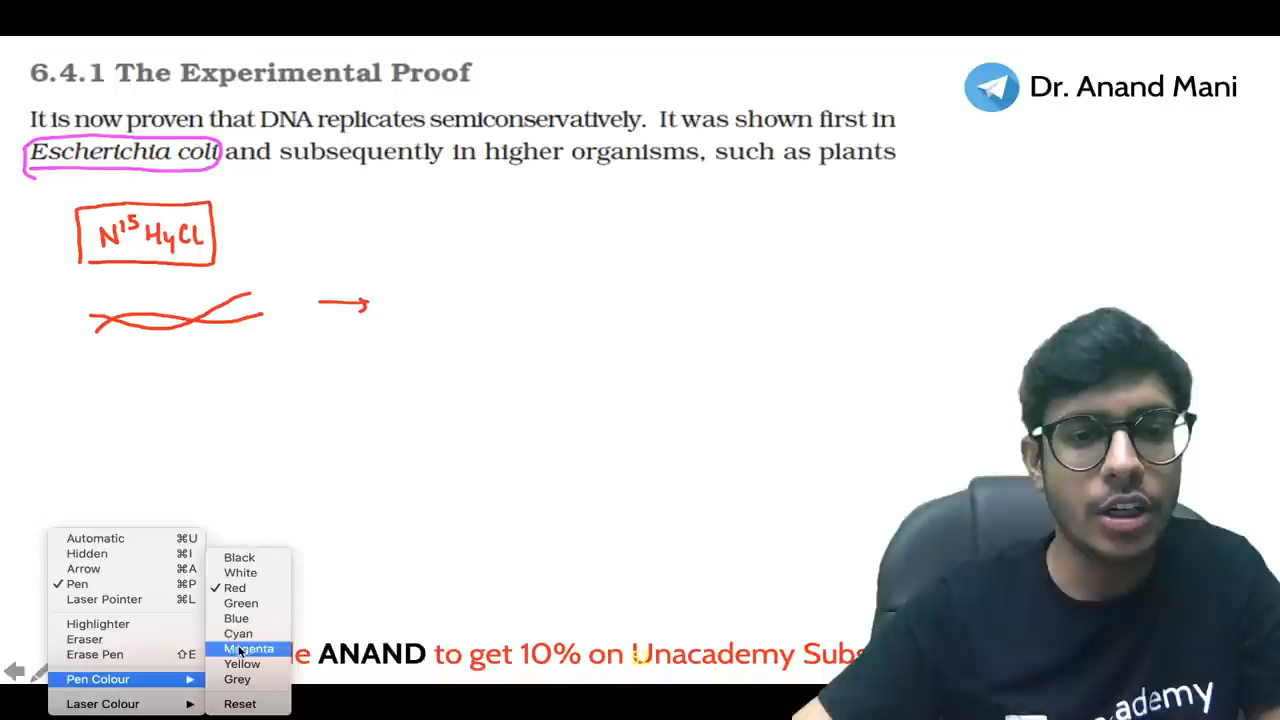 6.4.1 The Experimental Proof
Dr. Anand Mani
It is now proven that DNA replicates semiconservatively. It was shown first in
Escherichia coli and subsequently in higher organisms, such as plants
N¹⁵H₄Cl
Automatic ⌘U
Hidden ⌘I
Arrow ⌘A
✓ Pen ⌘P
Laser Pointer ⌘L
Highlighter
Eraser
Erase Pen ⇧E
Pen Colour
Laser Colour
Black
White
✓ Red
Green
Blue
Cyan
Magenta
Yellow
Grey
Reset
ANAND to get 10% on Unacademy Subs